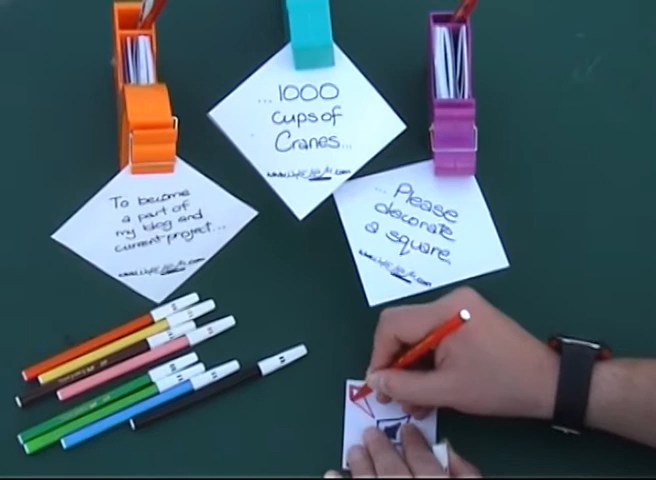 To become
a part of
my blog and
current project...
...1000
cups of
Cranes...
... Please
decorate
a square.